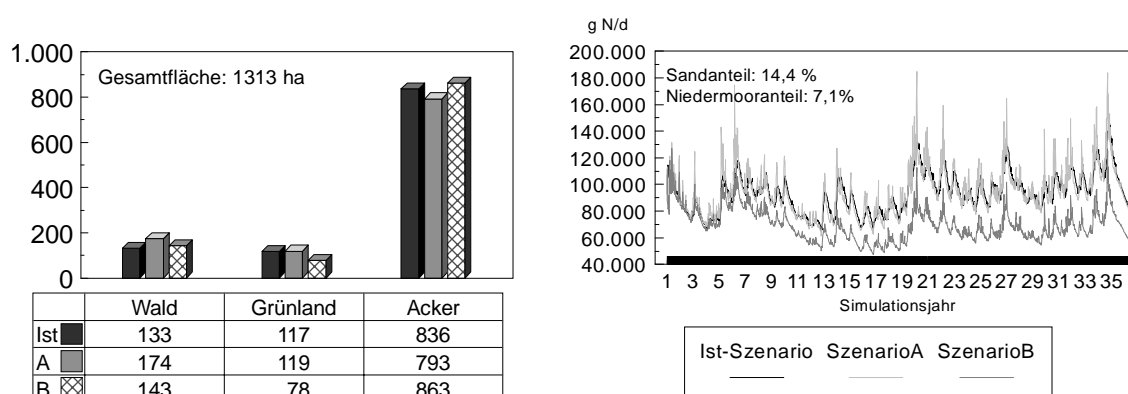 1.000
800
600
400
200
0
Gesamtfläche: 1313 ha
Wald Grünland Acker
Ist 133 117 836
A 174 119 793
B 143 78 863
g N/d
200.000
180.000
160.000
140.000
120.000
100.000
80.000
60.000
40.000
Sandanteil: 14,4 %
Niedermooranteil: 7,1%
1 3 5 7 9 11 13 15 17 19 21 23 25 27 29 31 33 35
Simulationsjahr
Ist-Szenario SzenarioA SzenarioB